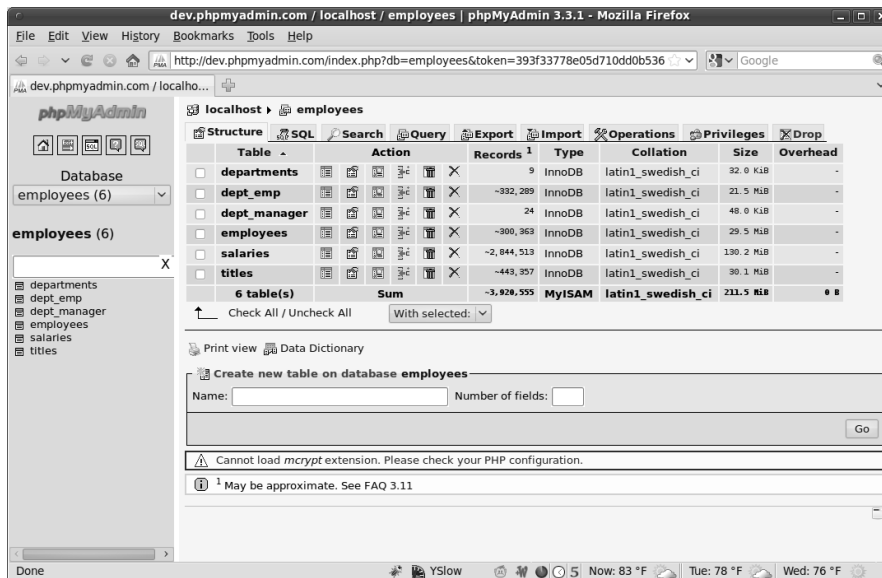 dev.phpmyadmin.com / localhost / employees | phpMyAdmin 3.3.1 - Mozilla Firefox
File Edit View History Bookmarks Tools Help
http://dev.phpmyadmin.com/index.php?db=employees&token=393f33778e05d710dd0b536
Google
dev.phpmyadmin.com / localho...
phpMyAdmin
localhost employees
Structure SQL Search Query Export Import Operations Privileges Drop
Database
employees (6)
employees (6)
X
departments
dept_emp
dept_manager
employees
salaries
titles
Table Action Records 1 Type Collation Size Overhead
departments 9 InnoDB latin1_swedish_ci 32.0 KiB -
dept_emp ~332,289 InnoDB latin1_swedish_ci 21.5 MiB -
dept_manager 24 InnoDB latin1_swedish_ci 48.0 KiB -
employees ~300,363 InnoDB latin1_swedish_ci 29.5 MiB -
salaries ~2,844,513 InnoDB latin1_swedish_ci 130.2 MiB -
titles ~443,357 InnoDB latin1_swedish_ci 30.1 MiB -
6 table(s) Sum ~3,920,555 MyISAM latin1_swedish_ci 211.5 MiB 0 B
Check All / Uncheck All With selected:
Print view Data Dictionary
Create new table on database employees
Name: Number of fields:
Go
Cannot load mcrypt extension. Please check your PHP configuration.
1 May be approximate. See FAQ 3.11
Done YSlow 5 Now: 83 °F Tue: 78 °F Wed: 76 °F